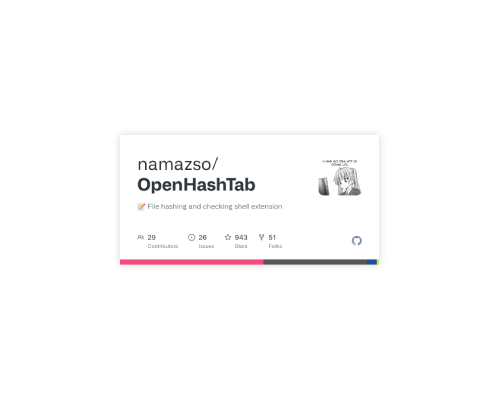 namazso/
OpenHashTab
File hashing and checking shell extension
29
Contributors
26
Issues
943
Stars
51
Forks